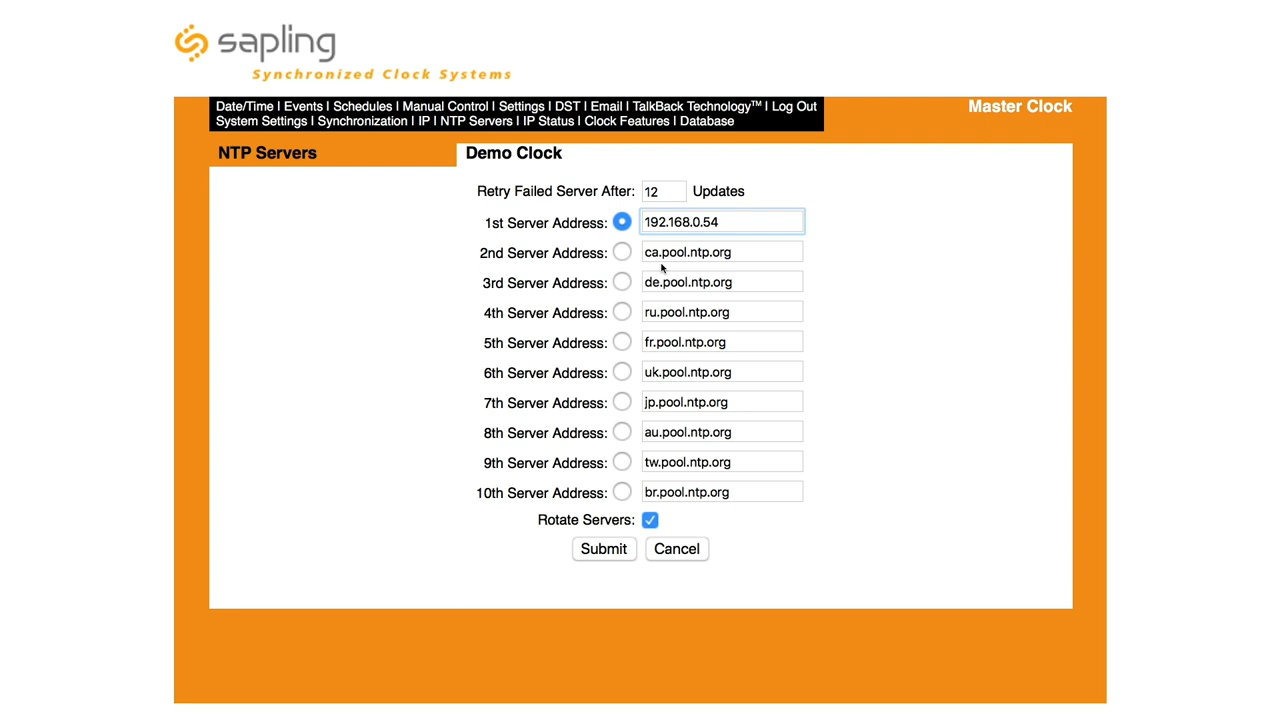 sapling
Synchronized Clock Systems
Date/Time I Events I Schedules I Manual Control I Settings I DST I Email I TalkBack Technology™ I Log Out
System Settings I Synchronization I IP I NTP Servers I IP Status I Clock Features I Database
Master Clock
NTP Servers
Demo Clock
Retry Failed Server After: 12 Updates
1st Server Address: 192.168.0.54
2nd Server Address: ca.pool.ntp.org
3rd Server Address: de.pool.ntp.org
4th Server Address: ru.pool.ntp.org
5th Server Address: fr.pool.ntp.org
6th Server Address: uk.pool.ntp.org
7th Server Address: jp.pool.ntp.org
8th Server Address: au.pool.ntp.org
9th Server Address: tw.pool.ntp.org
10th Server Address: br.pool.ntp.org
Rotate Servers:
Submit Cancel